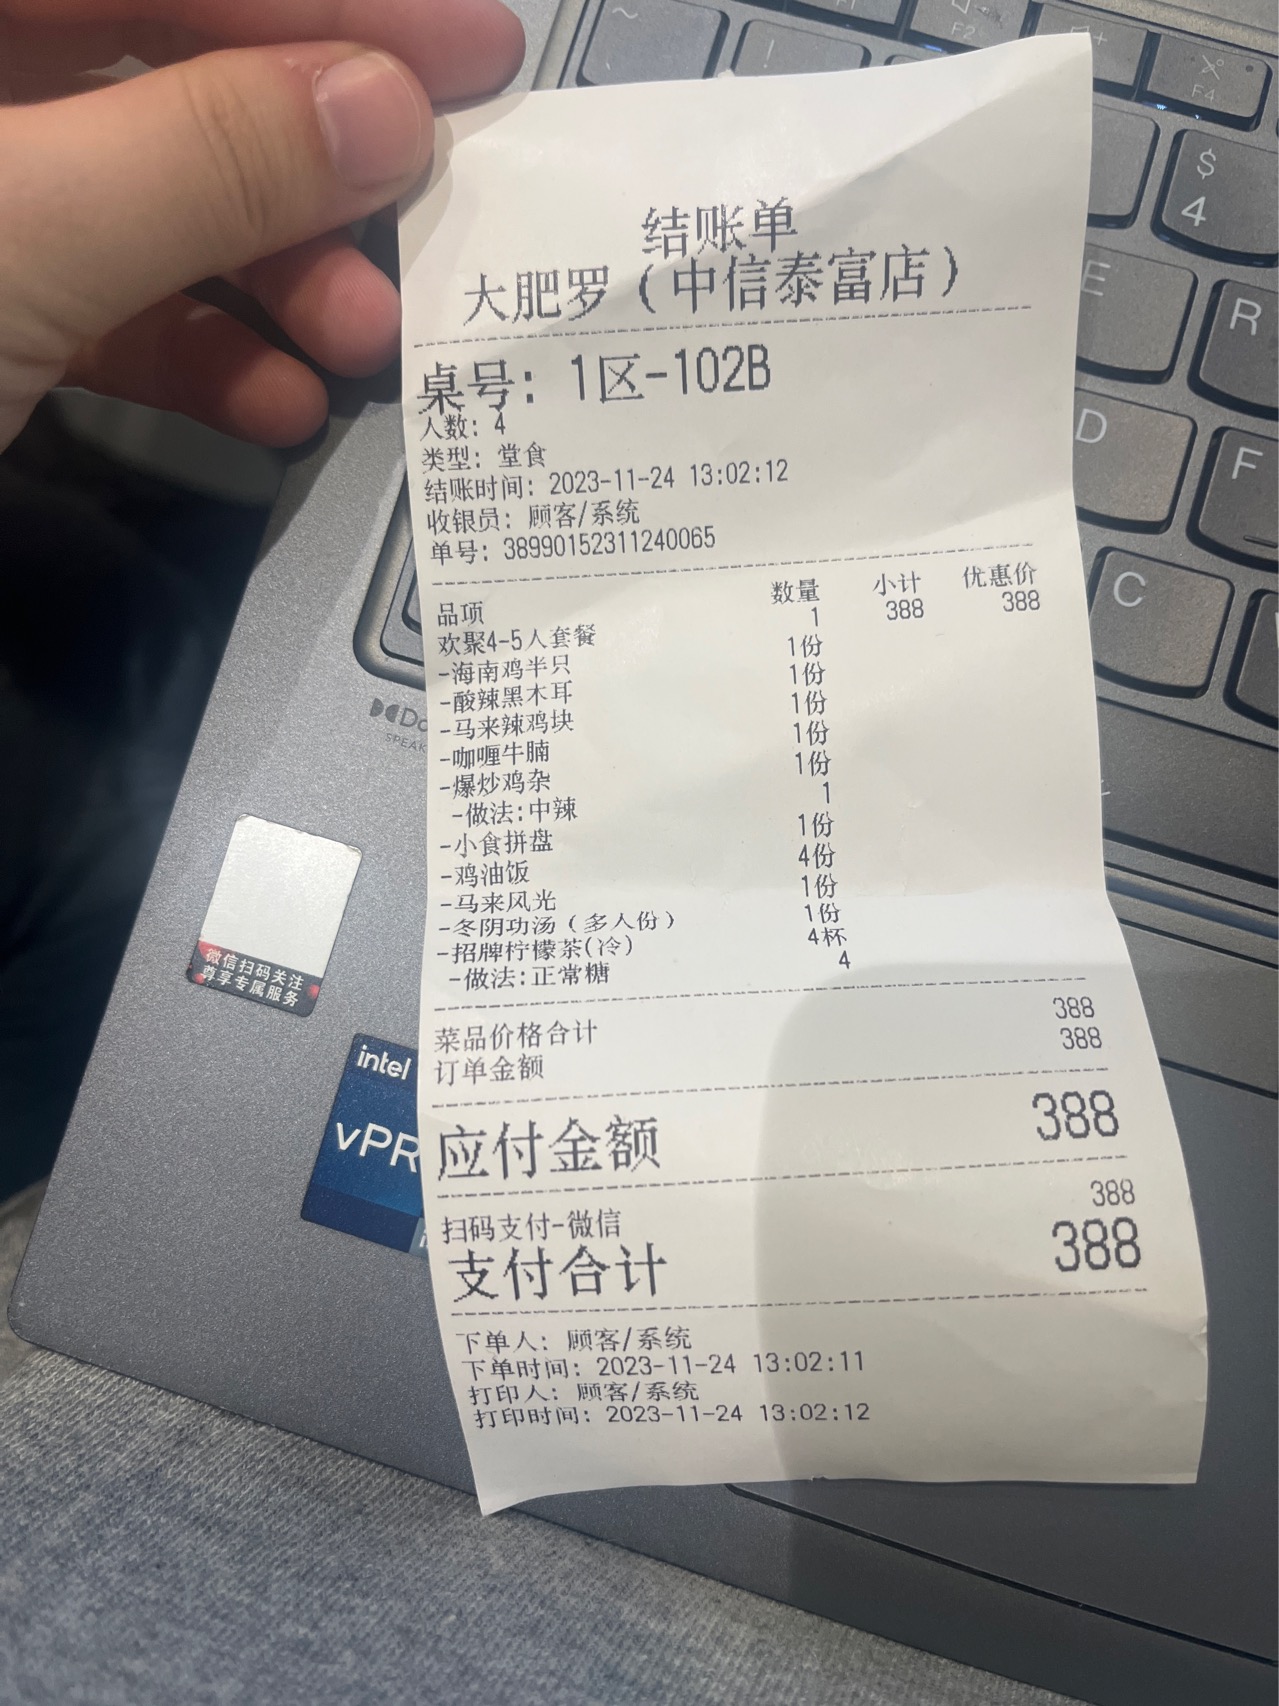 结账单
大肥罗（中信泰富店）
桌号：1区-102B
人数：4
类型：堂食
结账时间：2023-11-24 13:02:12
收银员：顾客/系统
单号：38990152311240065
品项 数量 小计 优惠价
欢聚4-5人套餐 1 388 388
-海南鸡半只 1份
-酸辣黑木耳 1份
-马来辣鸡块 1份
-咖喱牛腩 1份
-爆炒鸡杂 1份
-做法:中辣 1
-小食拼盘 1份
-鸡油饭 4份
-马来风光 1份
-冬阴功汤（多人份） 1份
-招牌柠檬茶(冷) 4杯
-做法:正常糖 4
菜品价格合计 388
订单金额 388
应付金额 388
扫码支付-微信 388
支付合计 388
下单人：顾客/系统
下单时间：2023-11-24 13:02:11
打印人：顾客/系统
打印时间：2023-11-24 13:02:12
微信扫码关注
尊享专属服务
intel
vPR
SPEAK
~
!
F2
F4
$
4
E
R
D
F
C